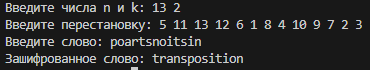 Введите числа n и k: 13 2
Введите перестановку: 5 11 13 12 6 1 8 4 10 9 7 2 3
Введите слово: poartsnoitsin
Зашифрованное слово: transposition